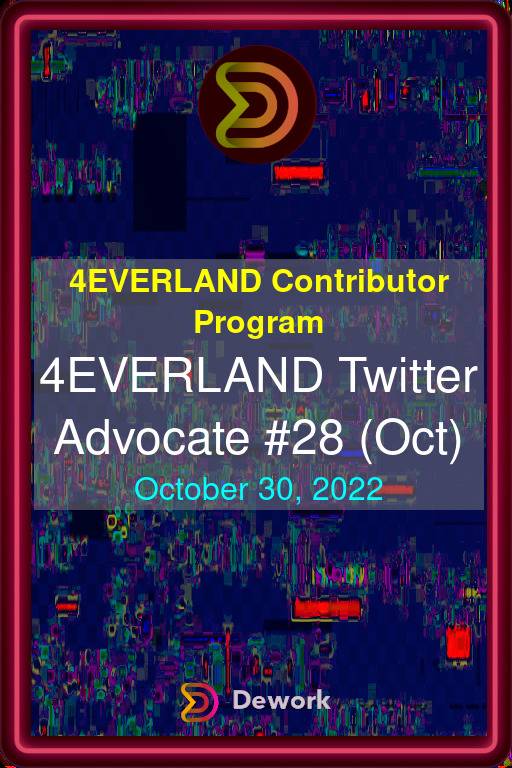 4EVERLAND Contributor
Program
4EVERLAND Twitter
Advocate #28 (Oct)
October 30, 2022
Dework